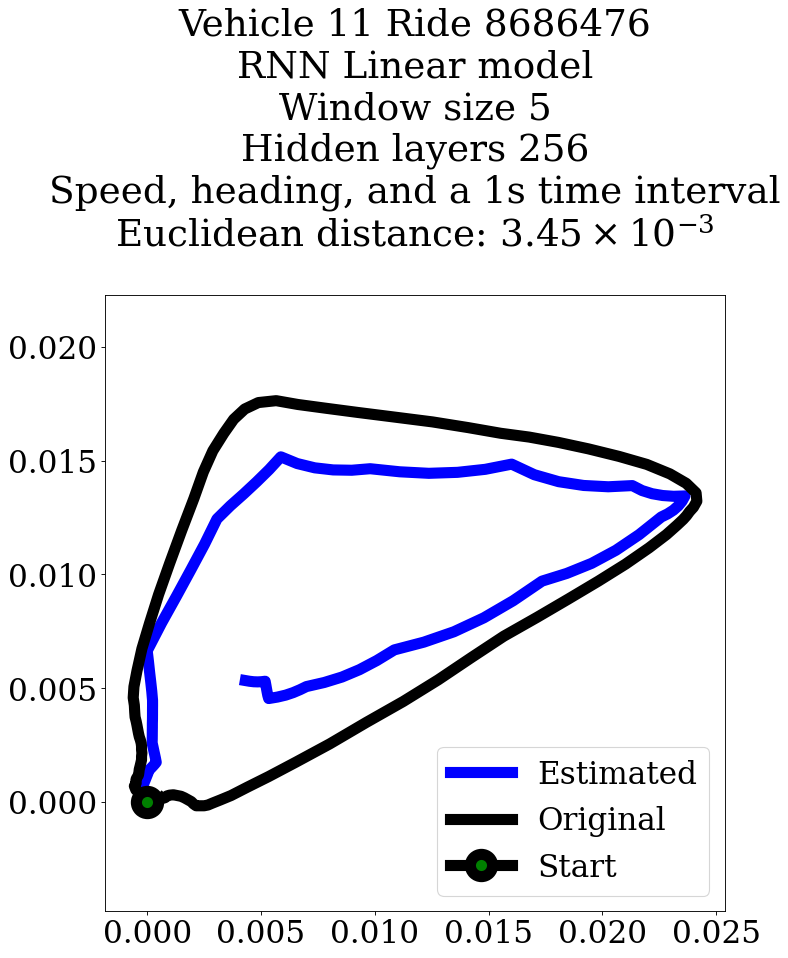 Vehicle 11 Ride 8686476
RNN Linear model
Window size 5
Hidden layers 256
Speed, heading, and a 1s time interval
Euclidean distance: 3.45 × 10⁻³
0.020
0.015
0.010
0.005
0.000
Estimated
Original
Start
0.000 0.005 0.010 0.015 0.020 0.025